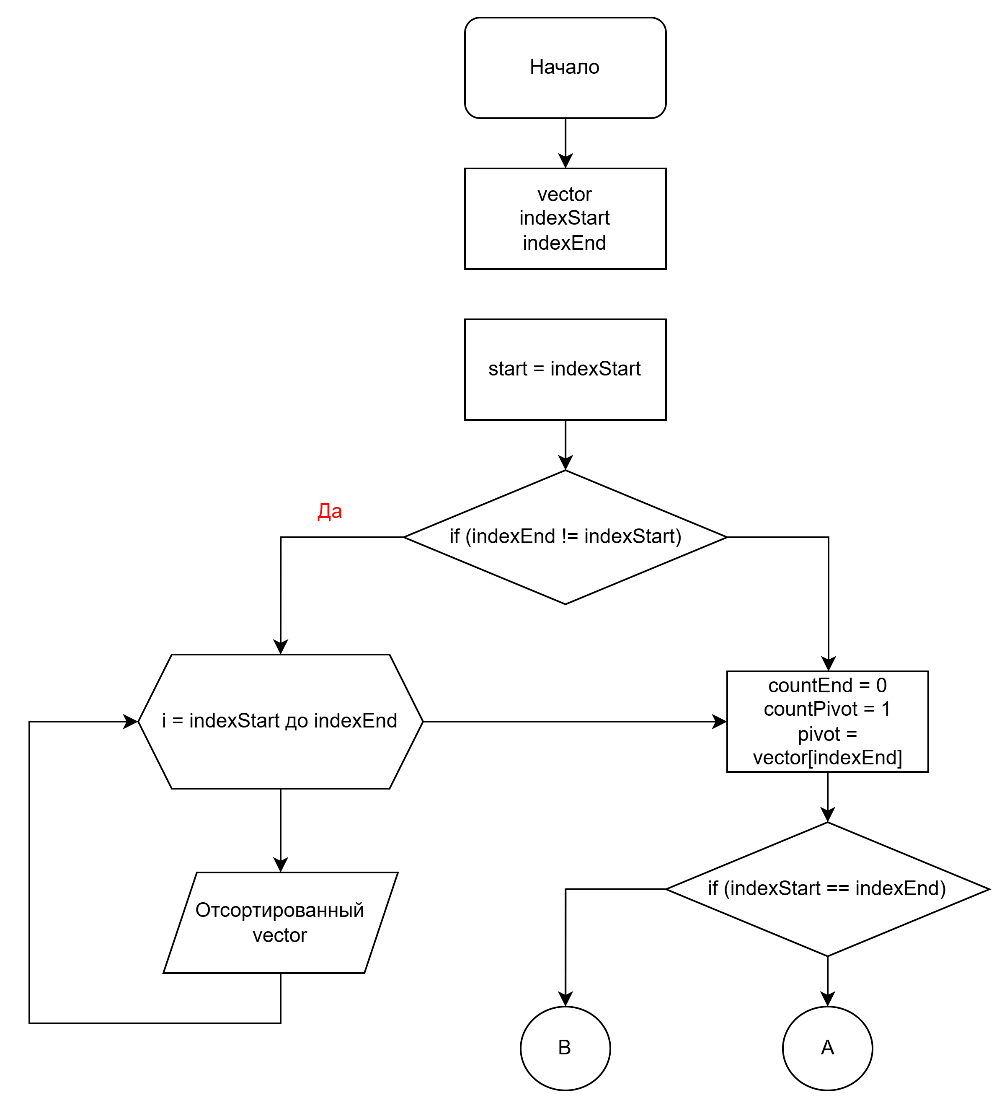 Начало
vector
indexStart
indexEnd
start = indexStart
Да
if (indexEnd != indexStart)
i = indexStart до indexEnd
countEnd = 0
countPivot = 1
pivot =
vector[indexEnd]
Отсортированный
vector
if (indexStart == indexEnd)
B
A